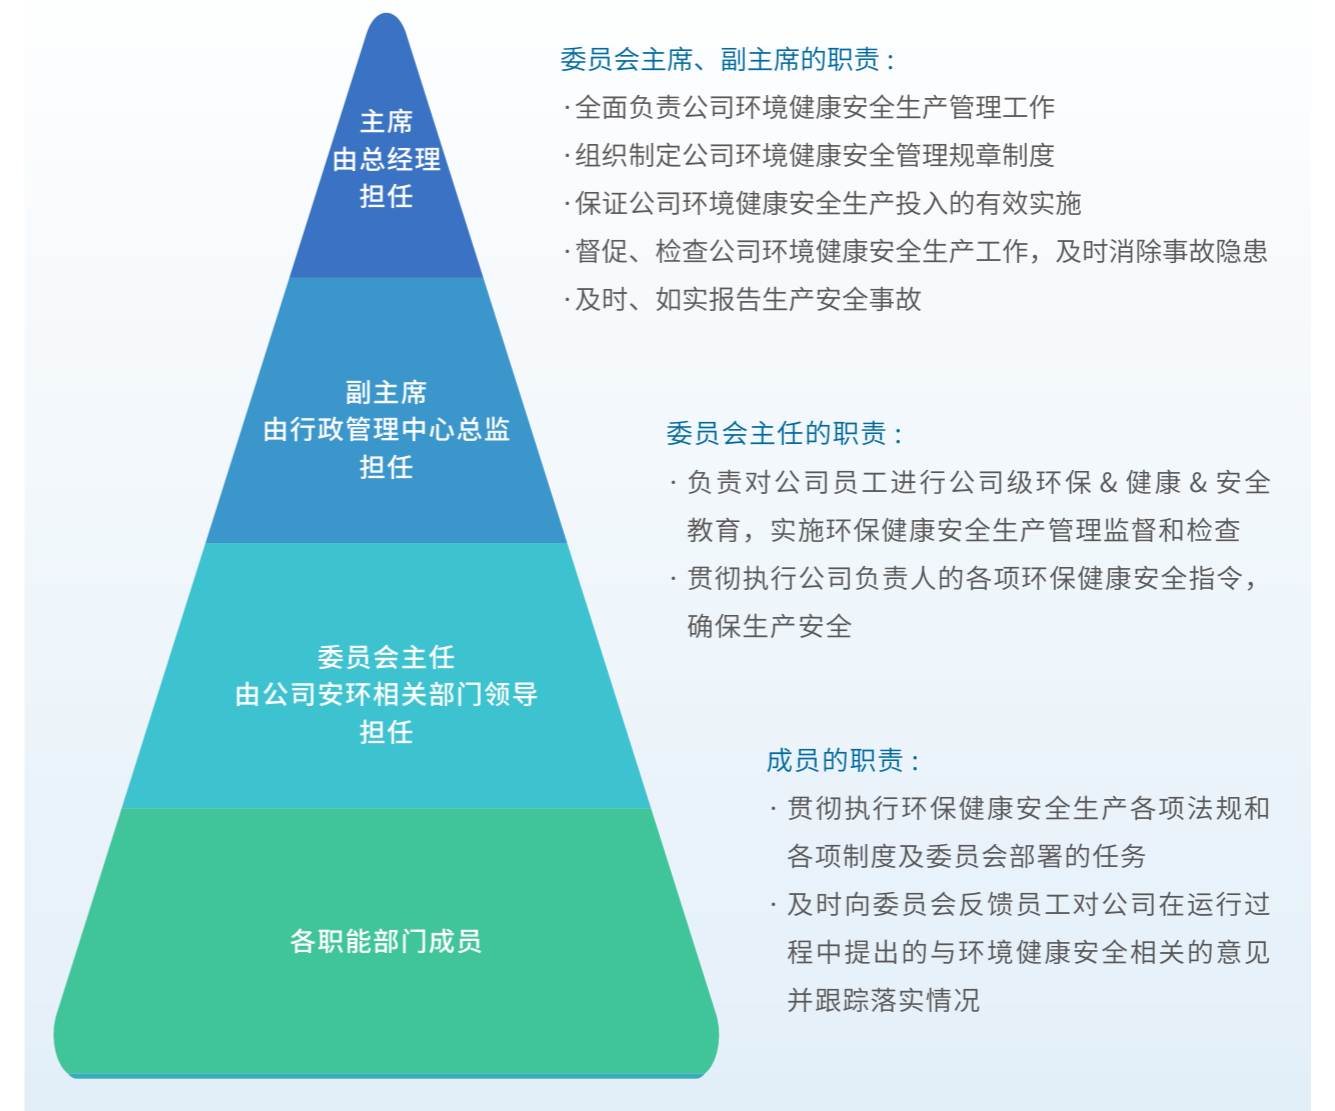 主席
由总经理
担任
委员会主席、副主席的职责：
·全面负责公司环境健康安全生产管理工作
·组织制定公司环境健康安全管理规章制度
·保证公司环境健康安全生产投入的有效实施
·督促、检查公司环境健康安全生产工作，及时消除事故隐患
·及时、如实报告生产安全事故
副主席
由行政管理中心总监
担任
委员会主任的职责：
· 负责对公司员工进行公司级环保 & 健康 & 安全
教育，实施环保健康安全生产管理监督和检查
· 贯彻执行公司负责人的各项环保健康安全指令，
确保生产安全
委员会主任
由公司安环相关部门领导
担任
成员的职责：
· 贯彻执行环保健康安全生产各项法规和
各项制度及委员会部署的任务
· 及时向委员会反馈员工对公司在运行过
程中提出的与环境健康安全相关的意见
并跟踪落实情况
各职能部门成员